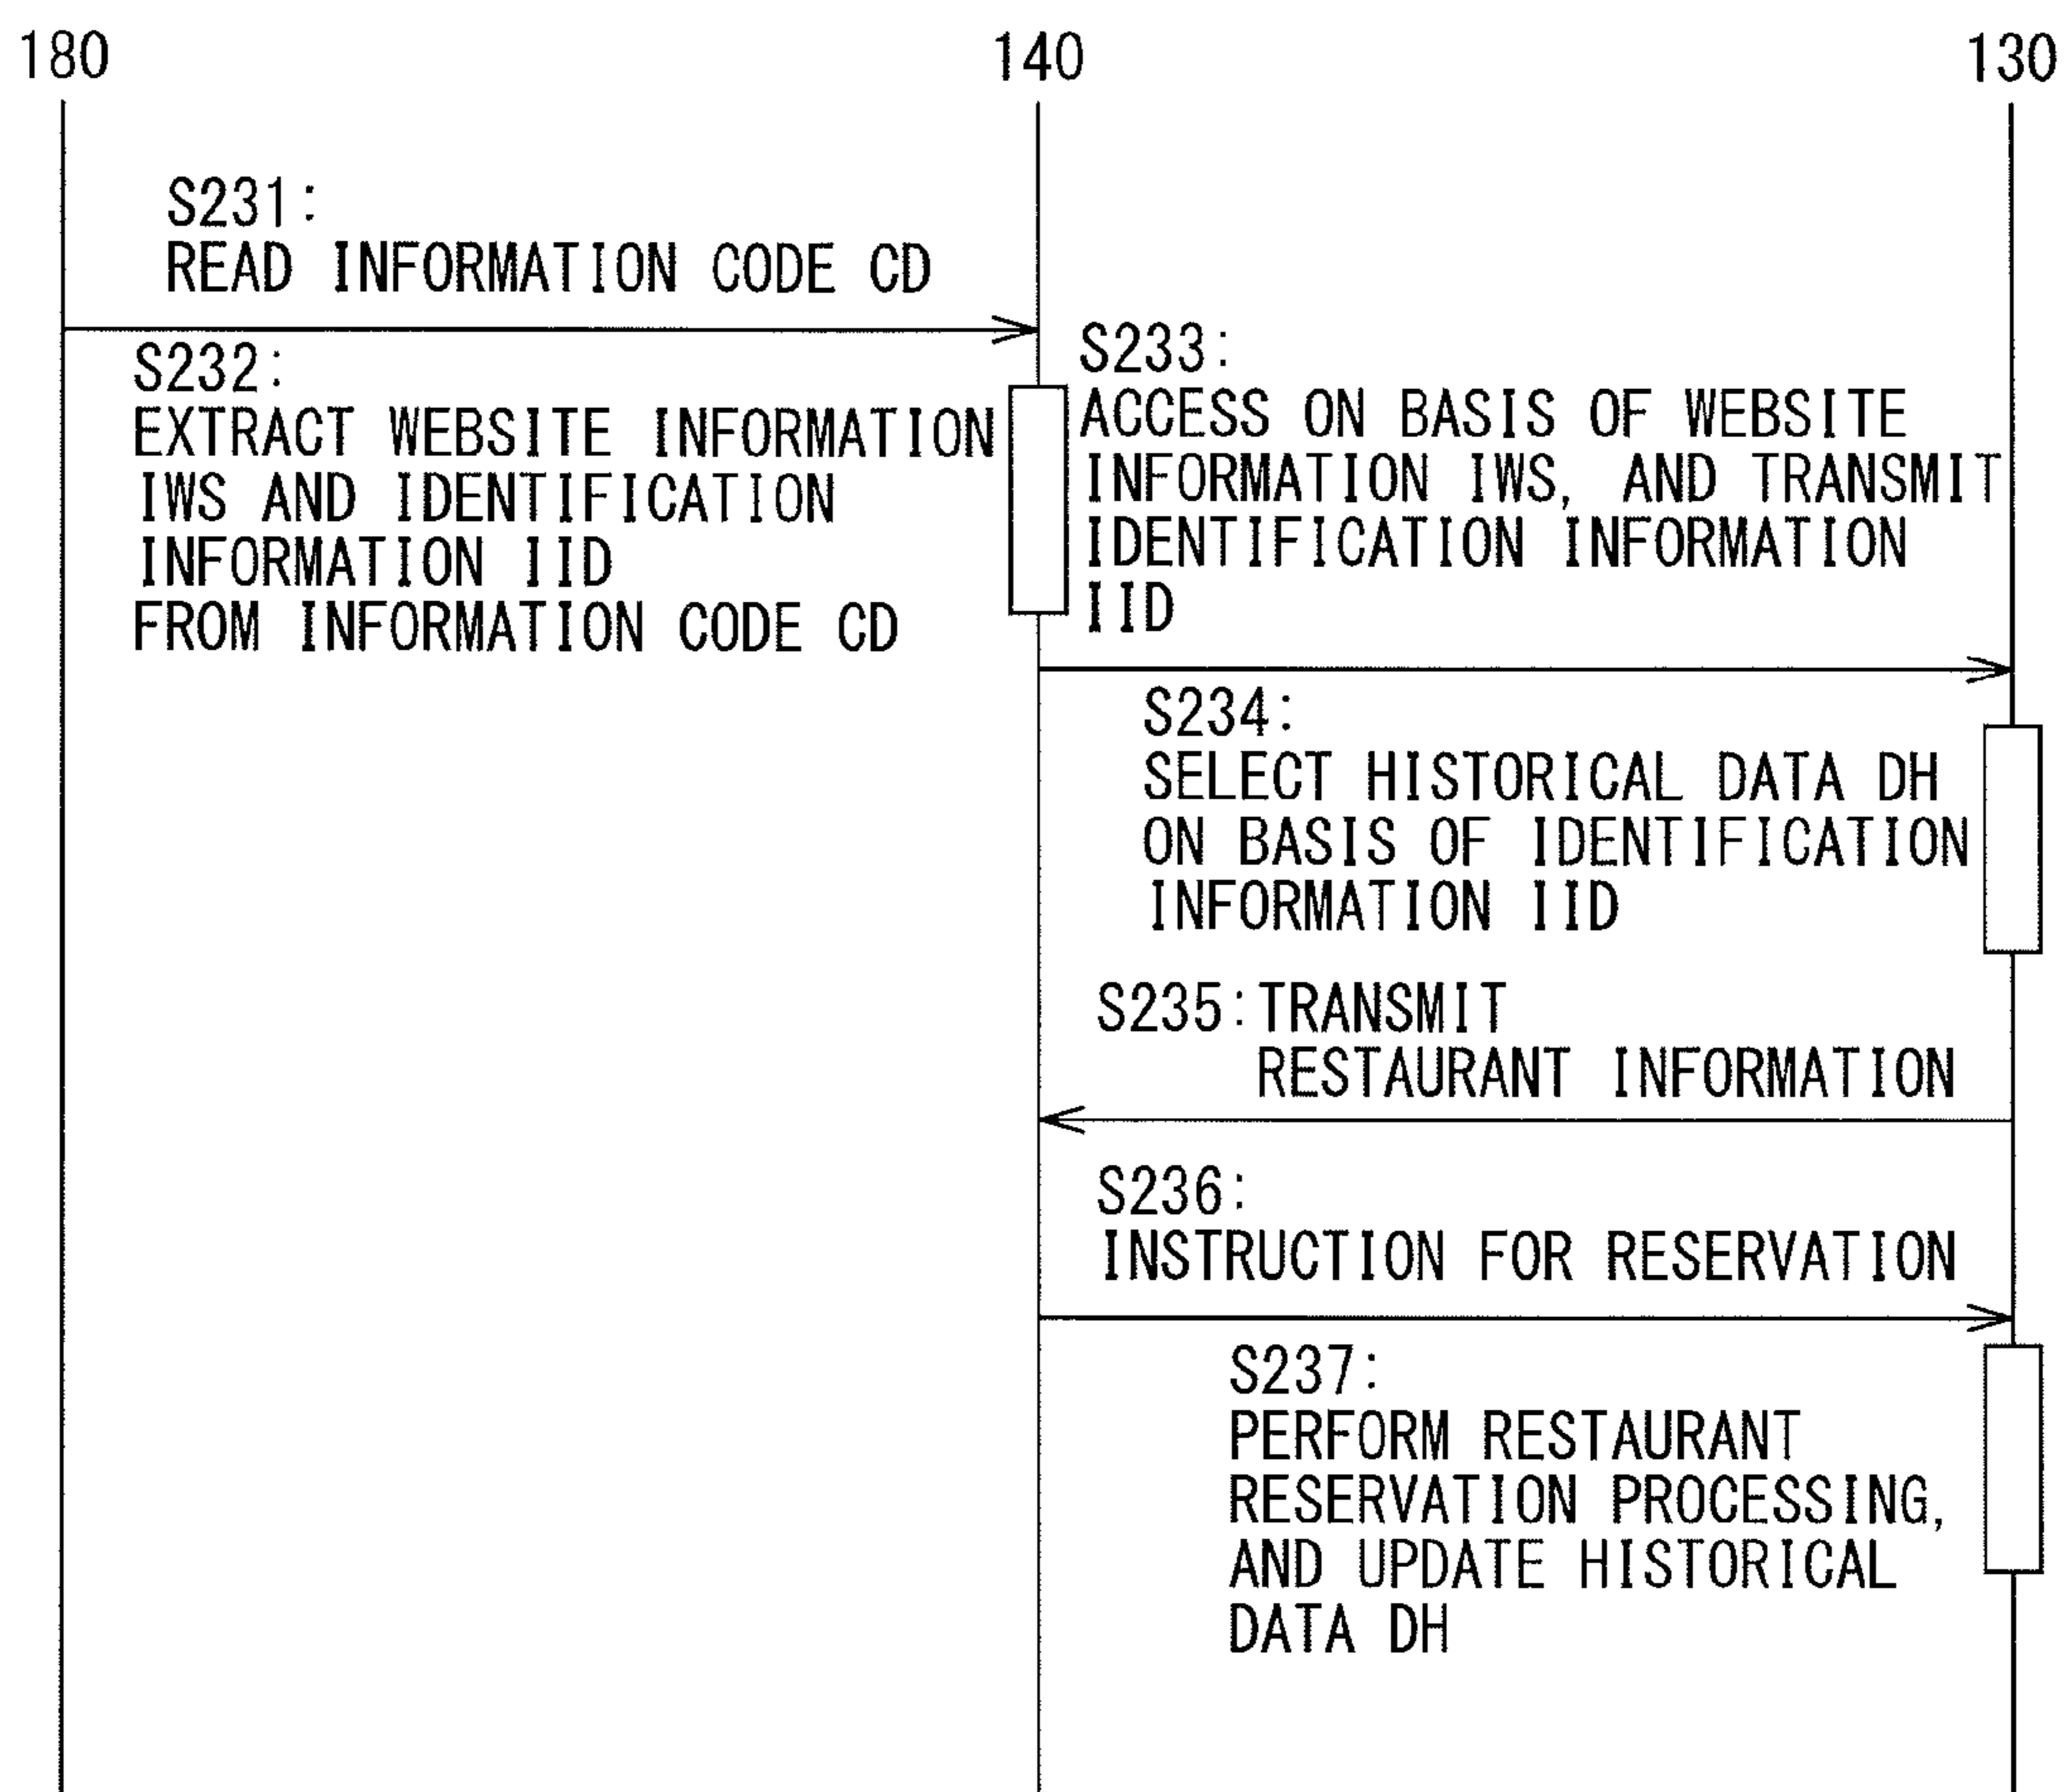 180
140
130
S231:
READ INFORMATION CODE CD
S232:
EXTRACT WEBSITE INFORMATION
IWS AND IDENTIFICATION
INFORMATION IID
FROM INFORMATION CODE CD
S233:
ACCESS ON BASIS OF WEBSITE
INFORMATION IWS, AND TRANSMIT
IDENTIFICATION INFORMATION
IID
S234:
SELECT HISTORICAL DATA DH
ON BASIS OF IDENTIFICATION
INFORMATION IID
S235:TRANSMIT
RESTAURANT INFORMATION
S236:
INSTRUCTION FOR RESERVATION
S237:
PERFORM RESTAURANT
RESERVATION PROCESSING,
AND UPDATE HISTORICAL
DATA DH